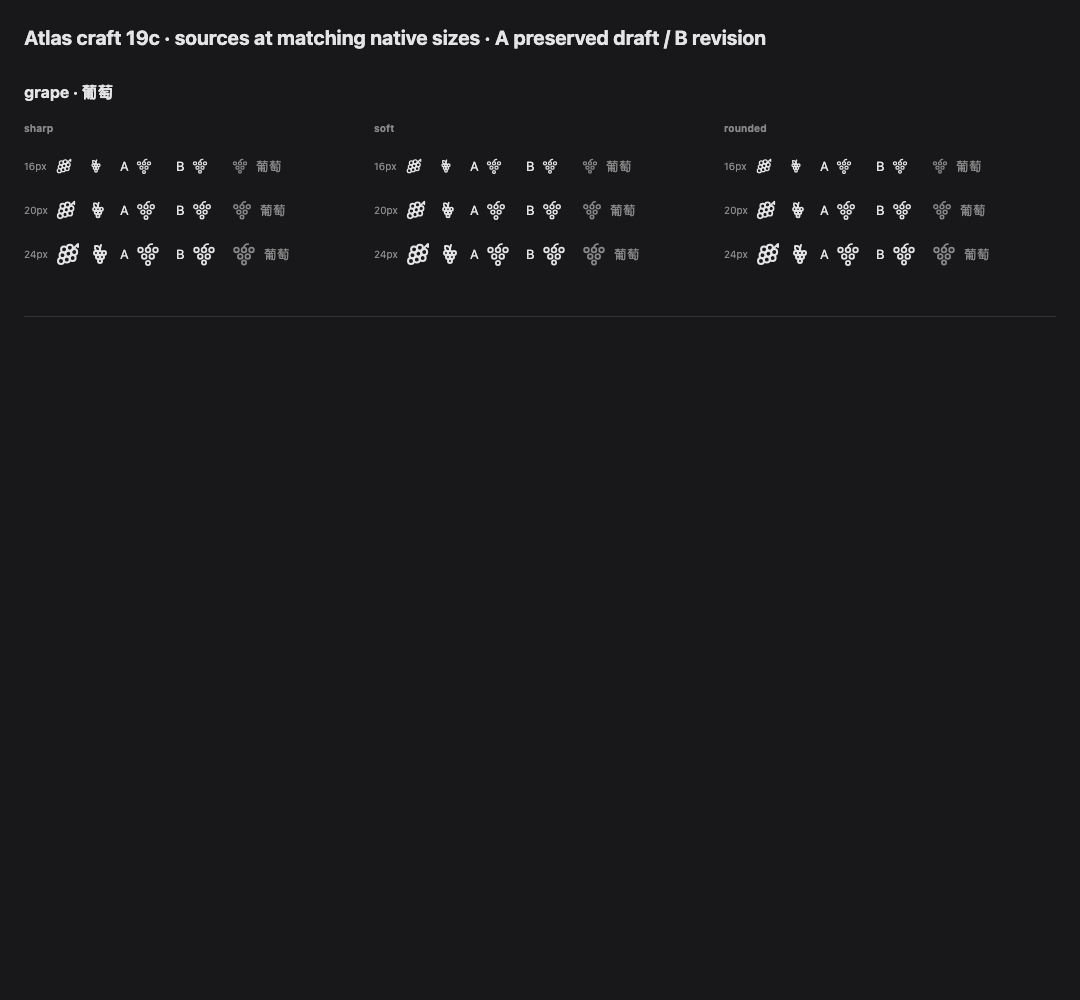 Atlas craft 19c · sources at matching native sizes · A preserved draft / B revision
grape · 葡萄
sharp soft rounded
16px A B 葡萄 16px A B 葡萄 16px A B 葡萄
20px A B 葡萄 20px A B 葡萄 20px A B 葡萄
24px A B 葡萄 24px A B 葡萄 24px A B 葡萄